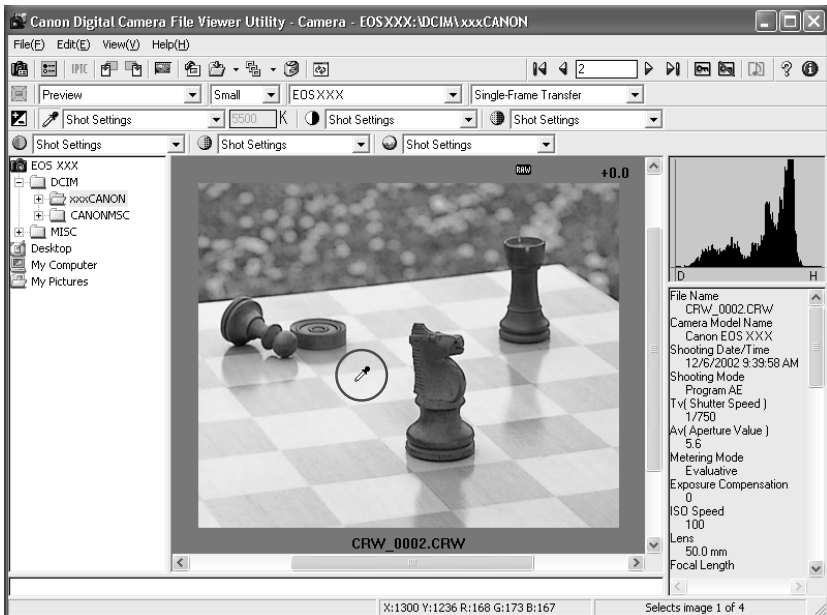 Canon Digital Camera File Viewer Utility - Camera - EOSXXX:\DCIM\xxxCANON
File(F) Edit(E) View(V) Help(H)
IPTC 2
Preview Small EOSXXX Single-Frame Transfer
Shot Settings 5500 K Shot Settings Shot Settings
Shot Settings Shot Settings Shot Settings
EOS XXX
DCIM
xxxCANON
CANONMSC
MISC
Desktop
My Computer
My Pictures
RAW +0.0
CRW_0002.CRW
D H
File Name
CRW_0002.CRW
Camera Model Name
Canon EOS XXX
Shooting Date/Time
12/6/2002 9:39:58 AM
Shooting Mode
Program AE
Tv( Shutter Speed )
1/750
Av( Aperture Value )
5.6
Metering Mode
Evaluative
Exposure Compensation
0
ISO Speed
100
Lens
50.0 mm
Focal Length
X:1300 Y:1236 R:168 G:173 B:167 Selects image 1 of 4